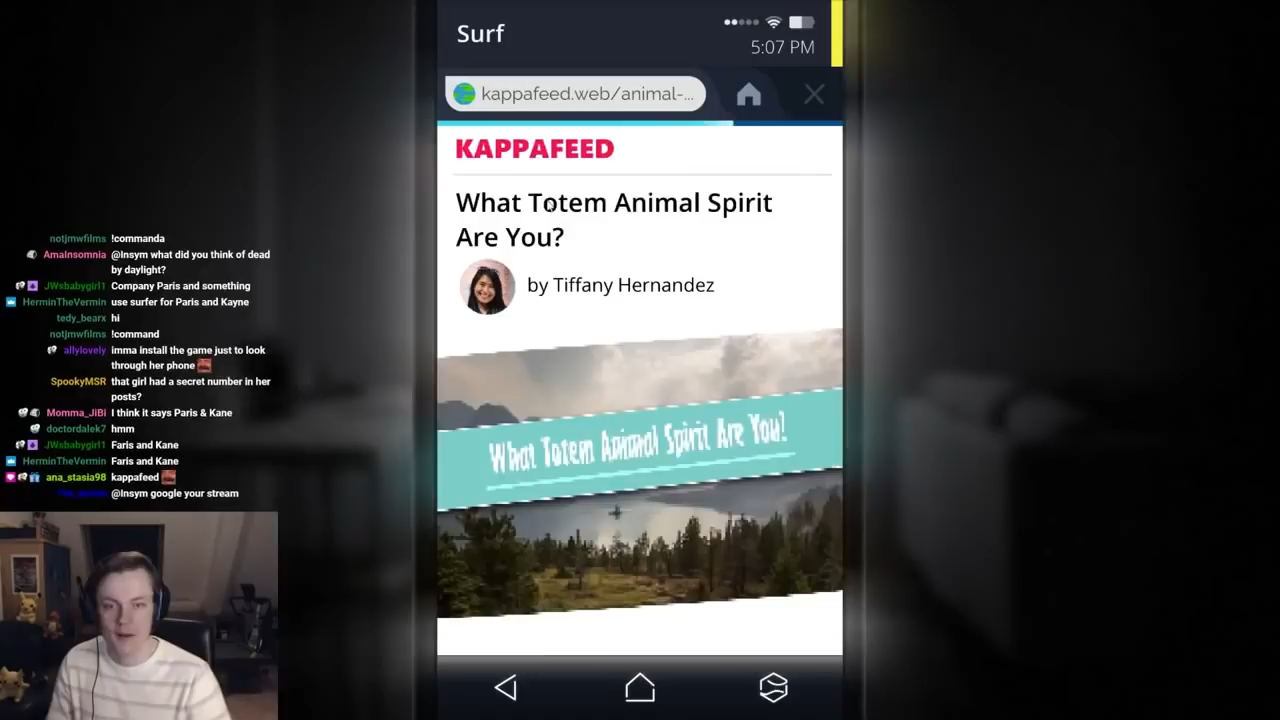 Surf
5:07 PM
kappafeed.web/animal-...
KAPPAFEED
What Totem Animal Spirit
Are You?
by Tiffany Hernandez
What Totem Animal Spirit Are You?
notjmwfilms !commanda
AmaInsomnia @Insym what did you think of dead
by daylight?
JWsbabygirl1 Company Paris and something
HerminTheVermin use surfer for Paris and Kayne
tedy_bearx hi
notjmwfilms !command
allylovely imma install the game just to look
through her phone
SpookyMSR that girl had a secret number in her
posts?
Momma_JiBi I think it says Paris & Kane
doctordalek7 hmm
JWsbabygirl1 Faris and Kane
HerminTheVermin Faris and Kane
ana_stasia98 kappafeed
@Insym google your stream